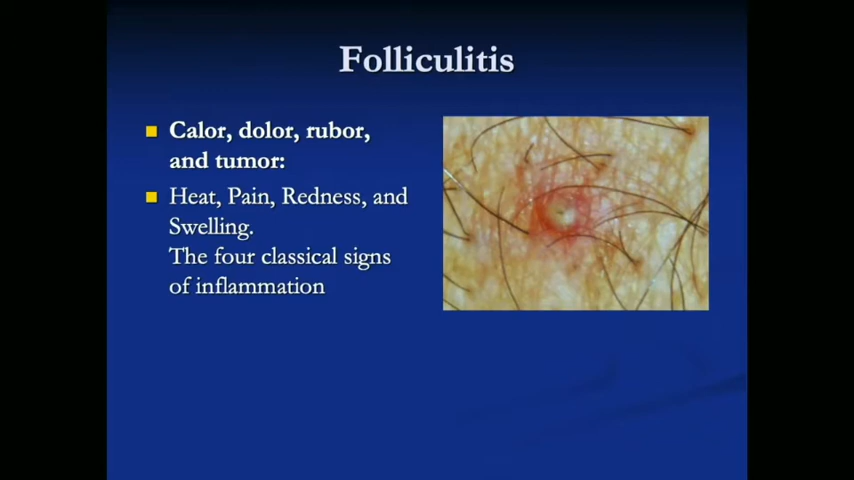 Folliculitis
Calor, dolor, rubor,
and tumor:
Heat, Pain, Redness, and
Swelling.
The four classical signs
of inflammation